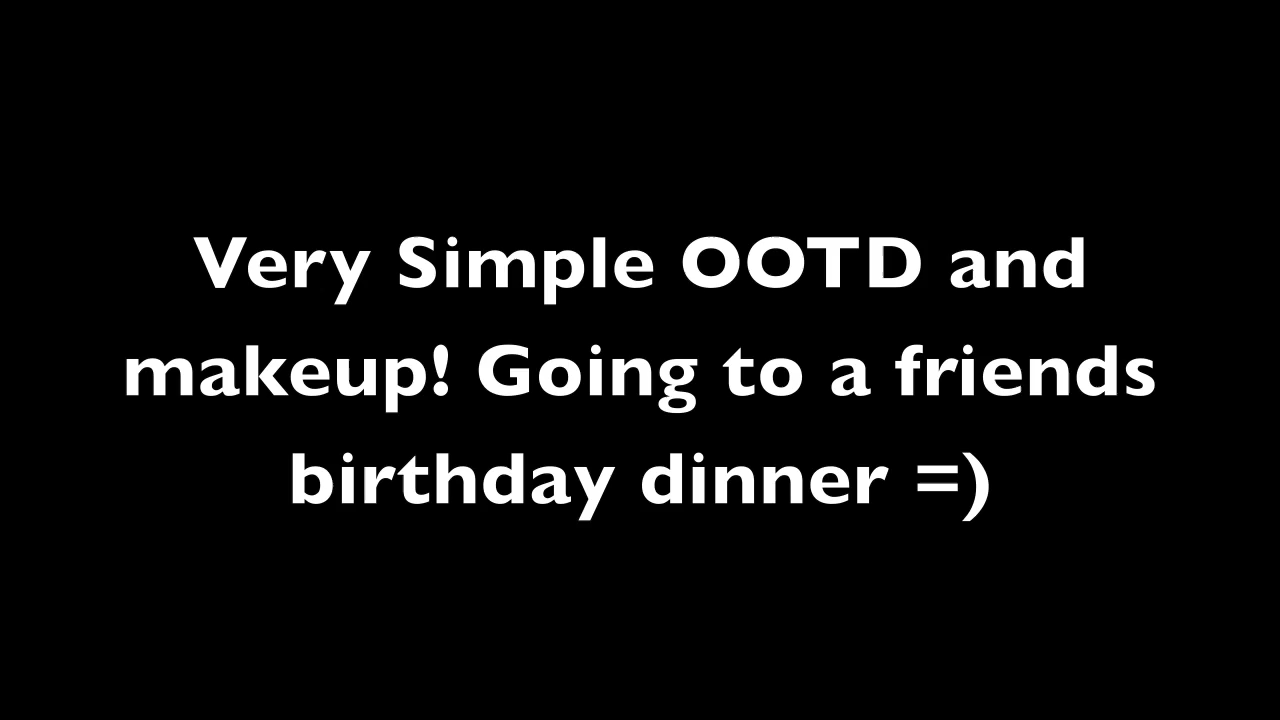 Very Simple OOTD and
makeup! Going to a friends
birthday dinner =)